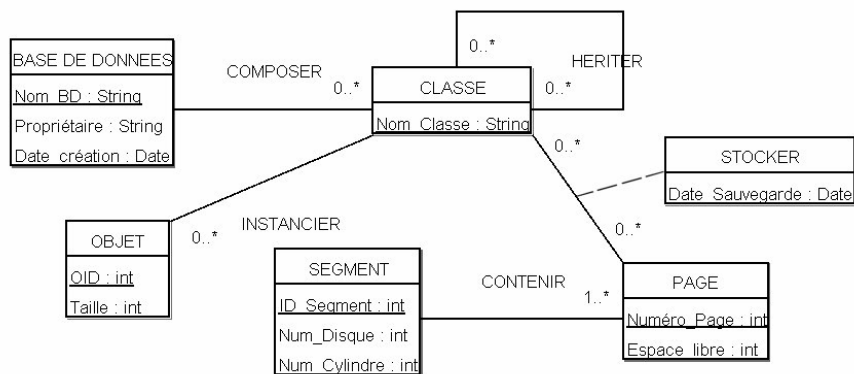 BASE DE DONNEES
Nom_BD : String
Propriétaire : String
Date_création : Date
COMPOSER
0..*
0..*
HERITER
CLASSE
0..*
Nom_Classe : String
0..*
STOCKER
Date_Sauvegarde : Date
OBJET
OID : int
Taille : int
0..*
INSTANCIER
SEGMENT
ID_Segment : int
Num_Disque : int
Num_Cylindre : int
CONTENIR
1..*
0..*
PAGE
Numéro_Page : int
Espace_libre : int